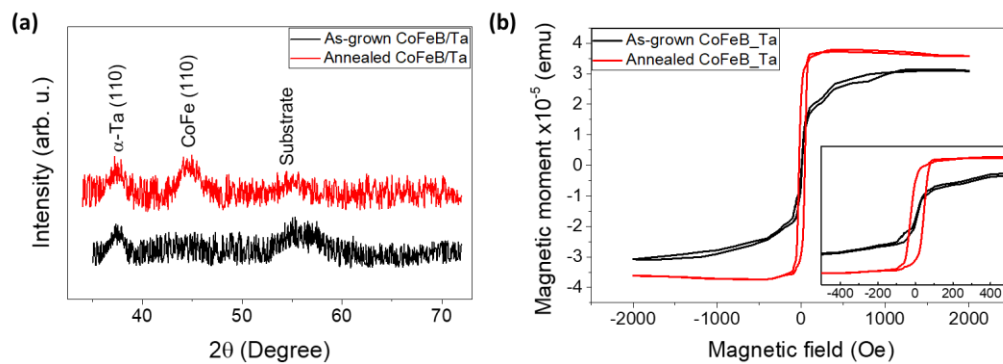 (a)
As-grown CoFeB/Ta
Annealed CoFeB/Ta
α-Ta (110)
CoFe (110)
Substrate
Intensity (arb. u.)
40
50
60
70
2θ (Degree)
(b)
As-grown CoFeB_Ta
Annealed CoFeB_Ta
Magnetic moment x10⁻⁵ (emu)
4
3
2
1
0
-1
-2
-3
-4
-2000
-1000
0
1000
2000
Magnetic field (Oe)
-400
-200
0
200
400